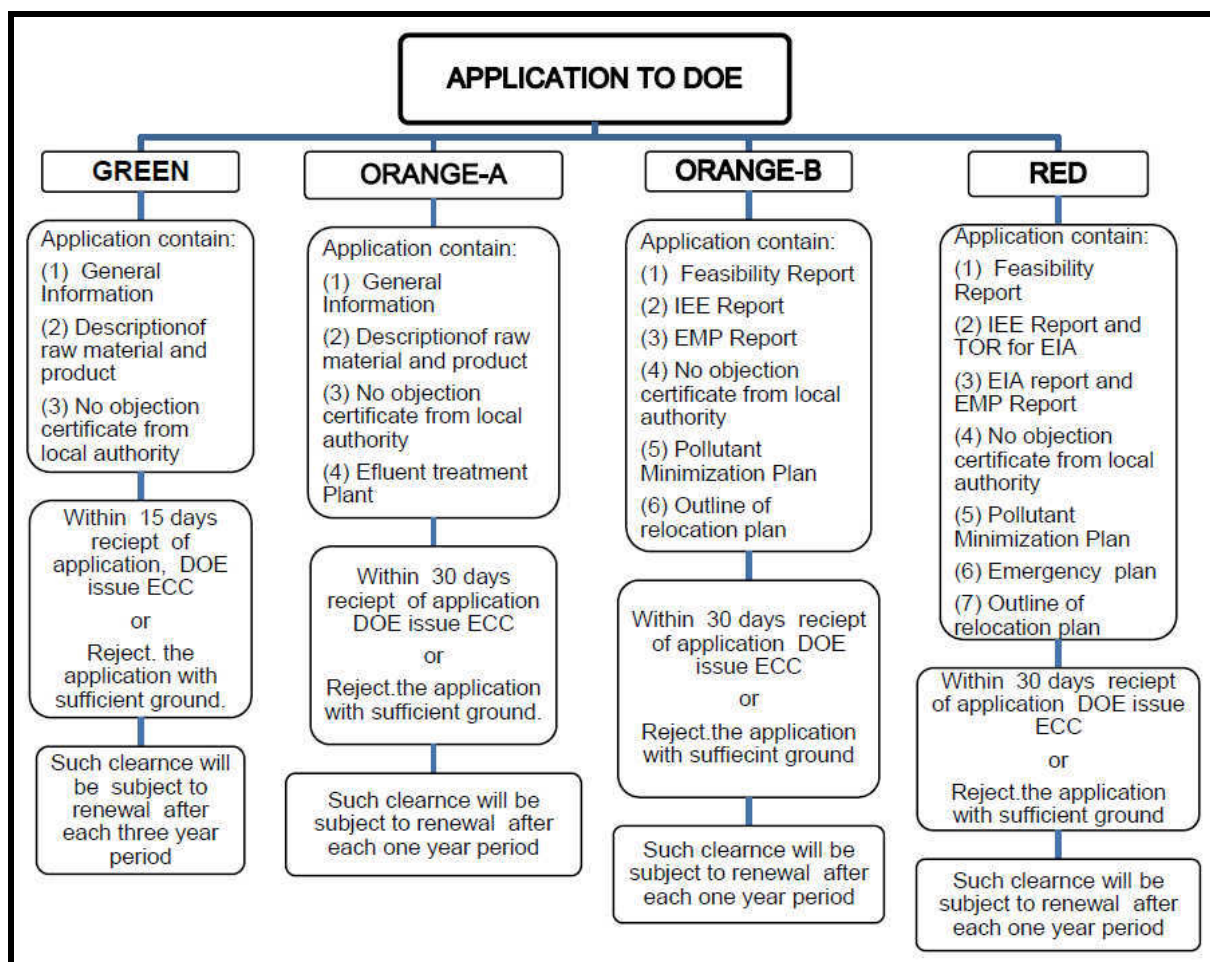 APPLICATION TO DOE
GREEN
Application contain:
(1) General
Information
(2) Descriptionof
raw material and
product
(3) No objection
certificate from
local authority
Within 15 days
reciept of
application, DOE
issue ECC
or
Reject. the
application with
sufficient ground.
Such clearnce will
be subject to
renewal after
each three year
period
ORANGE-A
Application contain:
(1) General
Information
(2) Descriptionof raw
material and product
(3) No objection
certificate from local
authority
(4) Efluent treatment
Plant
Within 30 days
reciept of application
DOE issue ECC
or
Reject.the application
with sufficient ground.
Such clearnce will be
subject to renewal after
each one year period
ORANGE-B
Application contain:
(1) Feasibility Report
(2) IEE Report
(3) EMP Report
(4) No objection
certificate from local
authority
(5) Pollutant
Minimization Plan
(6) Outline of
relocation plan
Within 30 days reciept
of application DOE
issue ECC
or
Reject.the application
with suffiecint ground
Such clearnce will be
subject to renewal after
each one year period
RED
Application contain:
(1) Feasibility
Report
(2) IEE Report and
TOR for EIA
(3) EIA report and
EMP Report
(4) No objection
certificate from local
authority
(5) Pollutant
Minimization Plan
(6) Emergency plan
(7) Outline of
relocation plan
Within 30 days reciept
of application DOE issue
ECC
or
Reject.the application
with sufficient ground
Such clearnce will be
subject to renewal after
each one year period